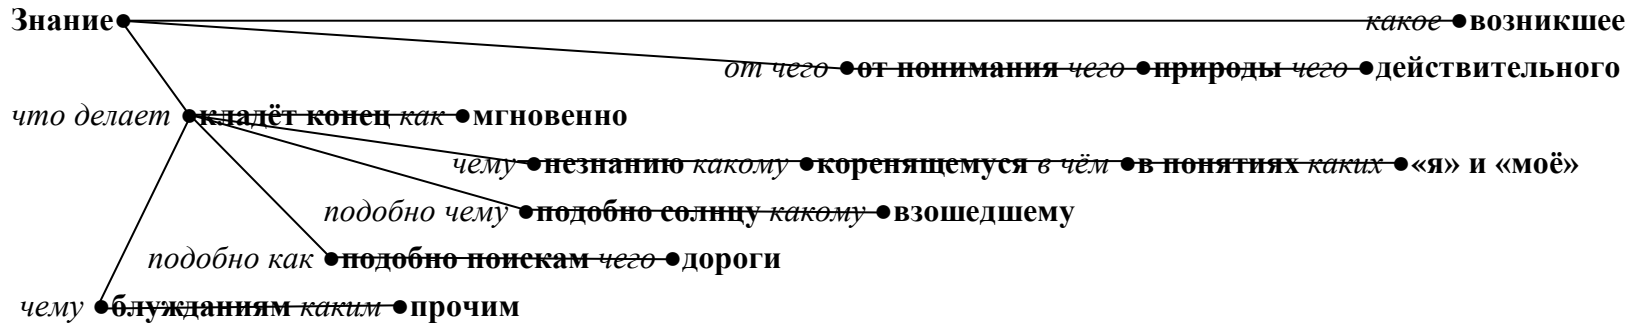 Знание какое возникшее
от чего от понимания чего природы чего действительного
что делает кладёт конец как мгновенно
чему незнанию какому коренящемуся в чём в понятиях каких «я» и «моё»
подобно чему подобно солнцу какому взошедшему
подобно как подобно поискам чего дороги
чему блужданиям каким прочим